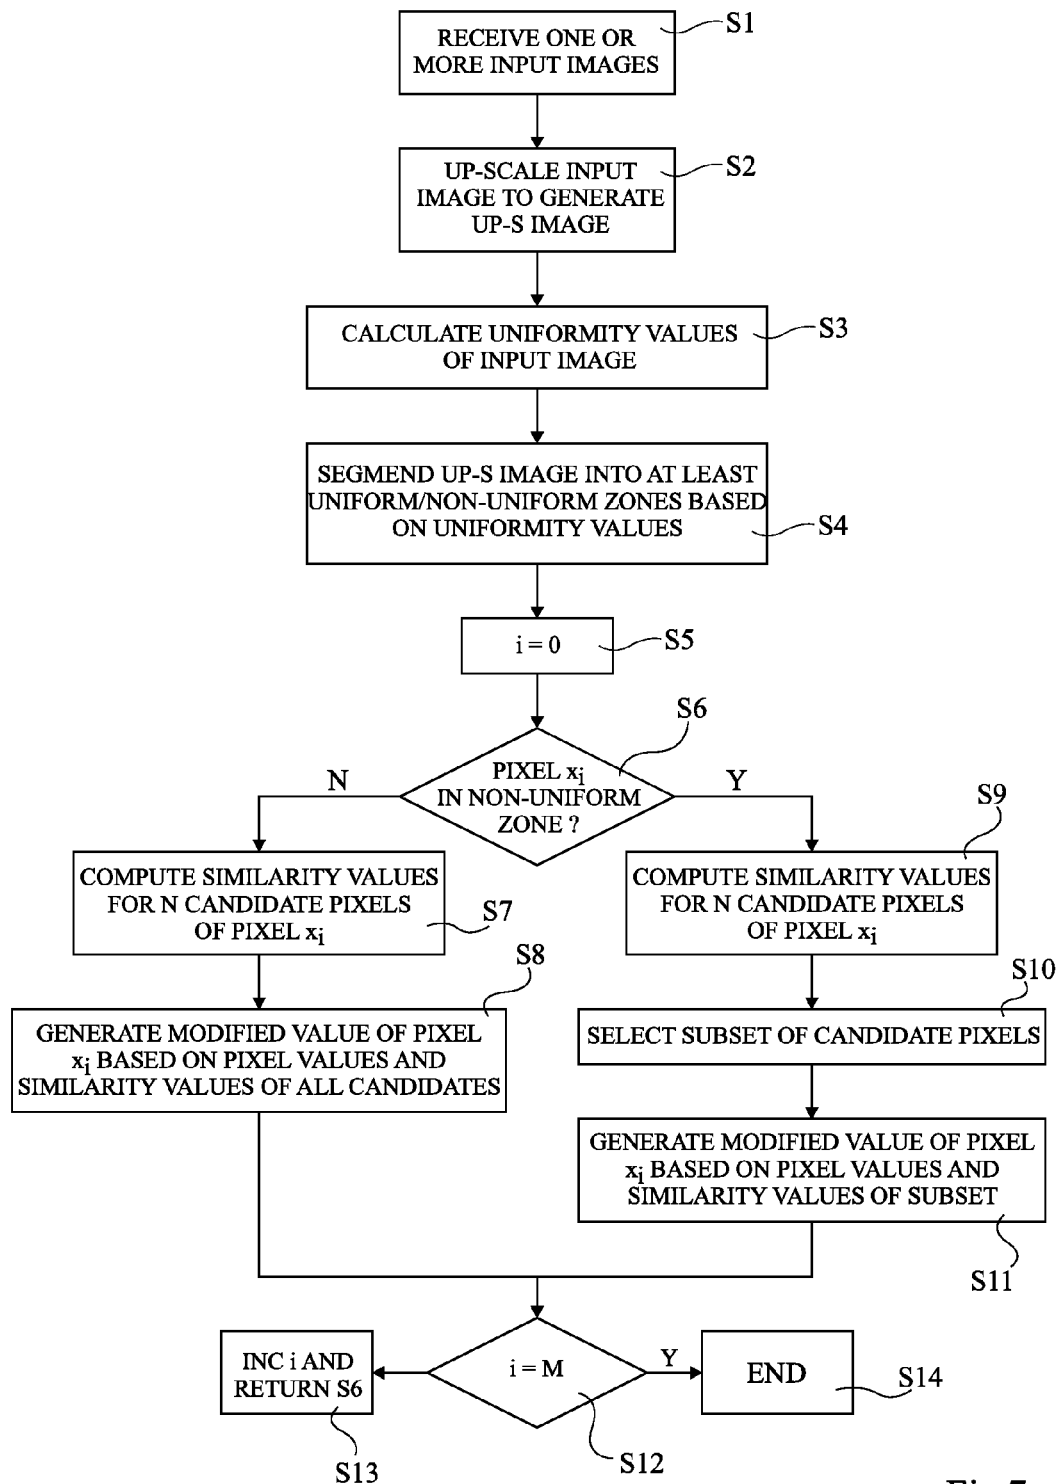 RECEIVE ONE OR
MORE INPUT IMAGES
S1
UP-SCALE INPUT
IMAGE TO GENERATE
UP-S IMAGE
S2
CALCULATE UNIFORMITY VALUES
OF INPUT IMAGE
S3
SEGMEND UP-S IMAGE INTO AT LEAST
UNIFORM/NON-UNIFORM ZONES BASED
ON UNIFORMITY VALUES
S4
i = 0
S5
S6
PIXEL xi
IN NON-UNIFORM
ZONE ?
N
Y
COMPUTE SIMILARITY VALUES
FOR N CANDIDATE PIXELS
OF PIXEL xi
S7
S8
GENERATE MODIFIED VALUE OF PIXEL
xi BASED ON PIXEL VALUES AND
SIMILARITY VALUES OF ALL CANDIDATES
S9
COMPUTE SIMILARITY VALUES
FOR N CANDIDATE PIXELS
OF PIXEL xi
S10
SELECT SUBSET OF CANDIDATE PIXELS
GENERATE MODIFIED VALUE OF PIXEL
xi BASED ON PIXEL VALUES AND
SIMILARITY VALUES OF SUBSET
S11
INC i AND
RETURN S6
S13
i = M
S12
Y
END
S14